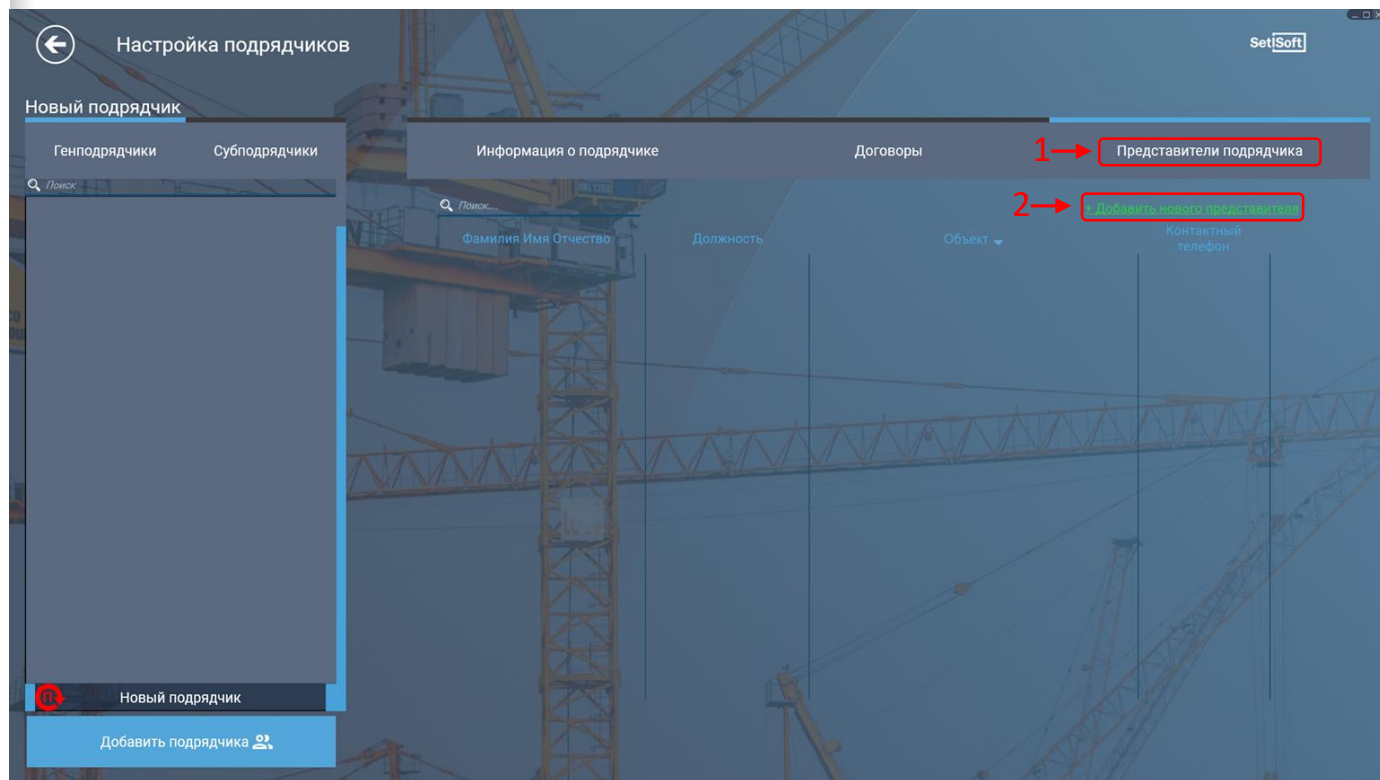 Настройка подрядчиков
SetlSoft
Новый подрядчик
Генподрядчики Субподрядчики
Информация о подрядчике Договоры 1 Представители подрядчика
Поиск
Поиск....
2 + Добавить нового представителя
Фамилия Имя Отчество Должность Объект Контактный
телефон
Новый подрядчик
Добавить подрядчика